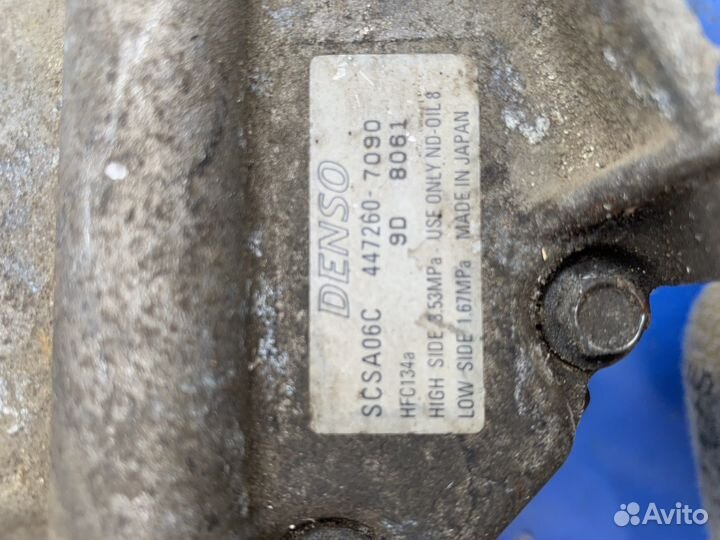 DENSO
SCSA06C 447260-7090
HFC134a 9D 8061
HIGH SIDE 3.53MPa USE ONLY ND-OIL 8
LOW SIDE 1.67MPa MADE IN JAPAN
Avito